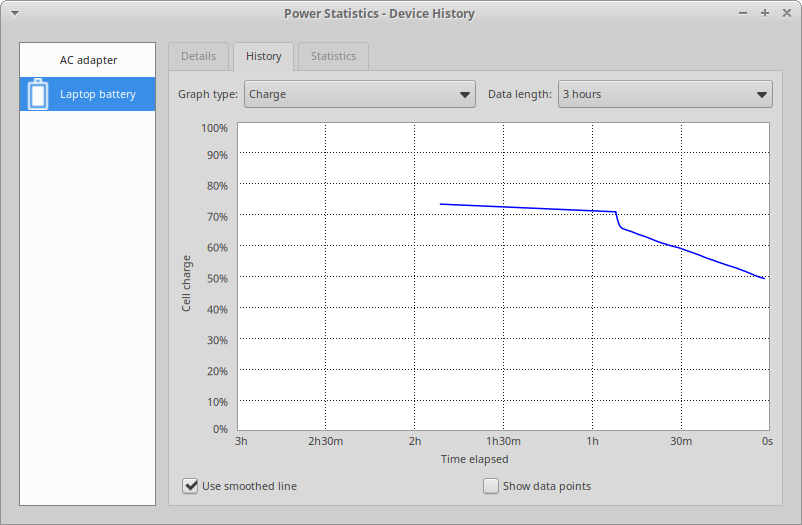 Power Statistics - Device History
AC adapter
Laptop battery
Details History Statistics
Graph type: Charge Data length: 3 hours
100%
90%
80%
70%
60%
50%
40%
30%
20%
10%
0%
Cell charge
3h 2h30m 2h 1h30m 1h 30m 0s
Time elapsed
Use smoothed line Show data points